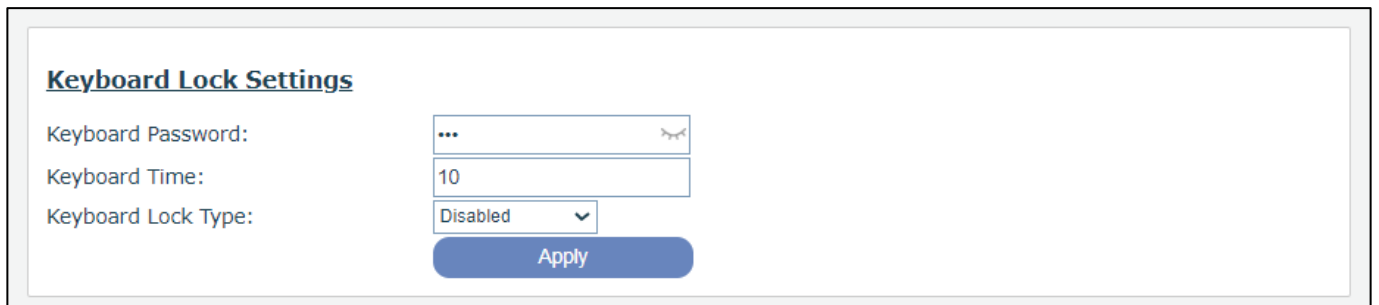 Keyboard Lock Settings
Keyboard Password: •••
Keyboard Time: 10
Keyboard Lock Type: Disabled
Apply